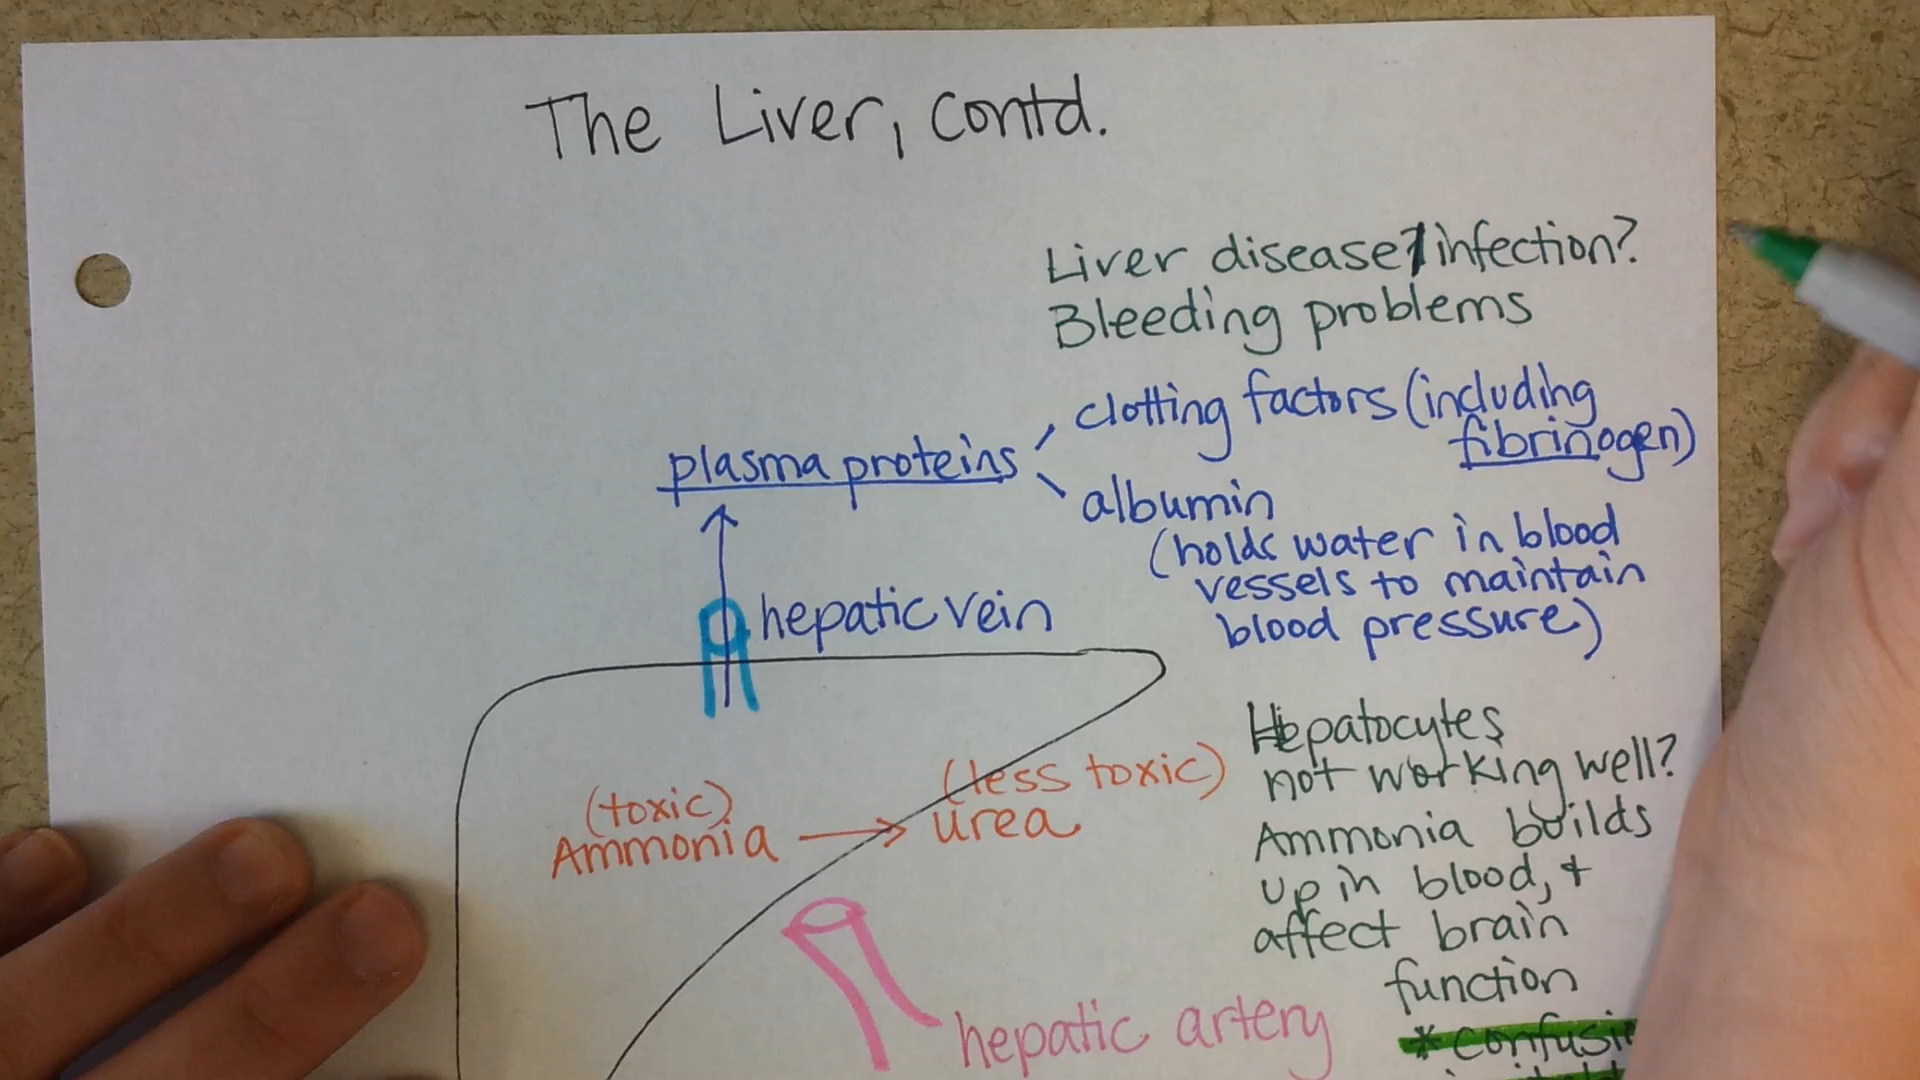 The Liver, contd.
Liver disease/infection?
Bleeding problems
clotting factors (including
fibrinogen)
plasma proteins
albumin
(holds water in blood
vessels to maintain
blood pressure)
hepatic vein
Hepatocytes
not working well?
Ammonia builds
up in blood, +
affect brain
function
(toxic)
Ammonia → urea
(less toxic)
hepatic artery